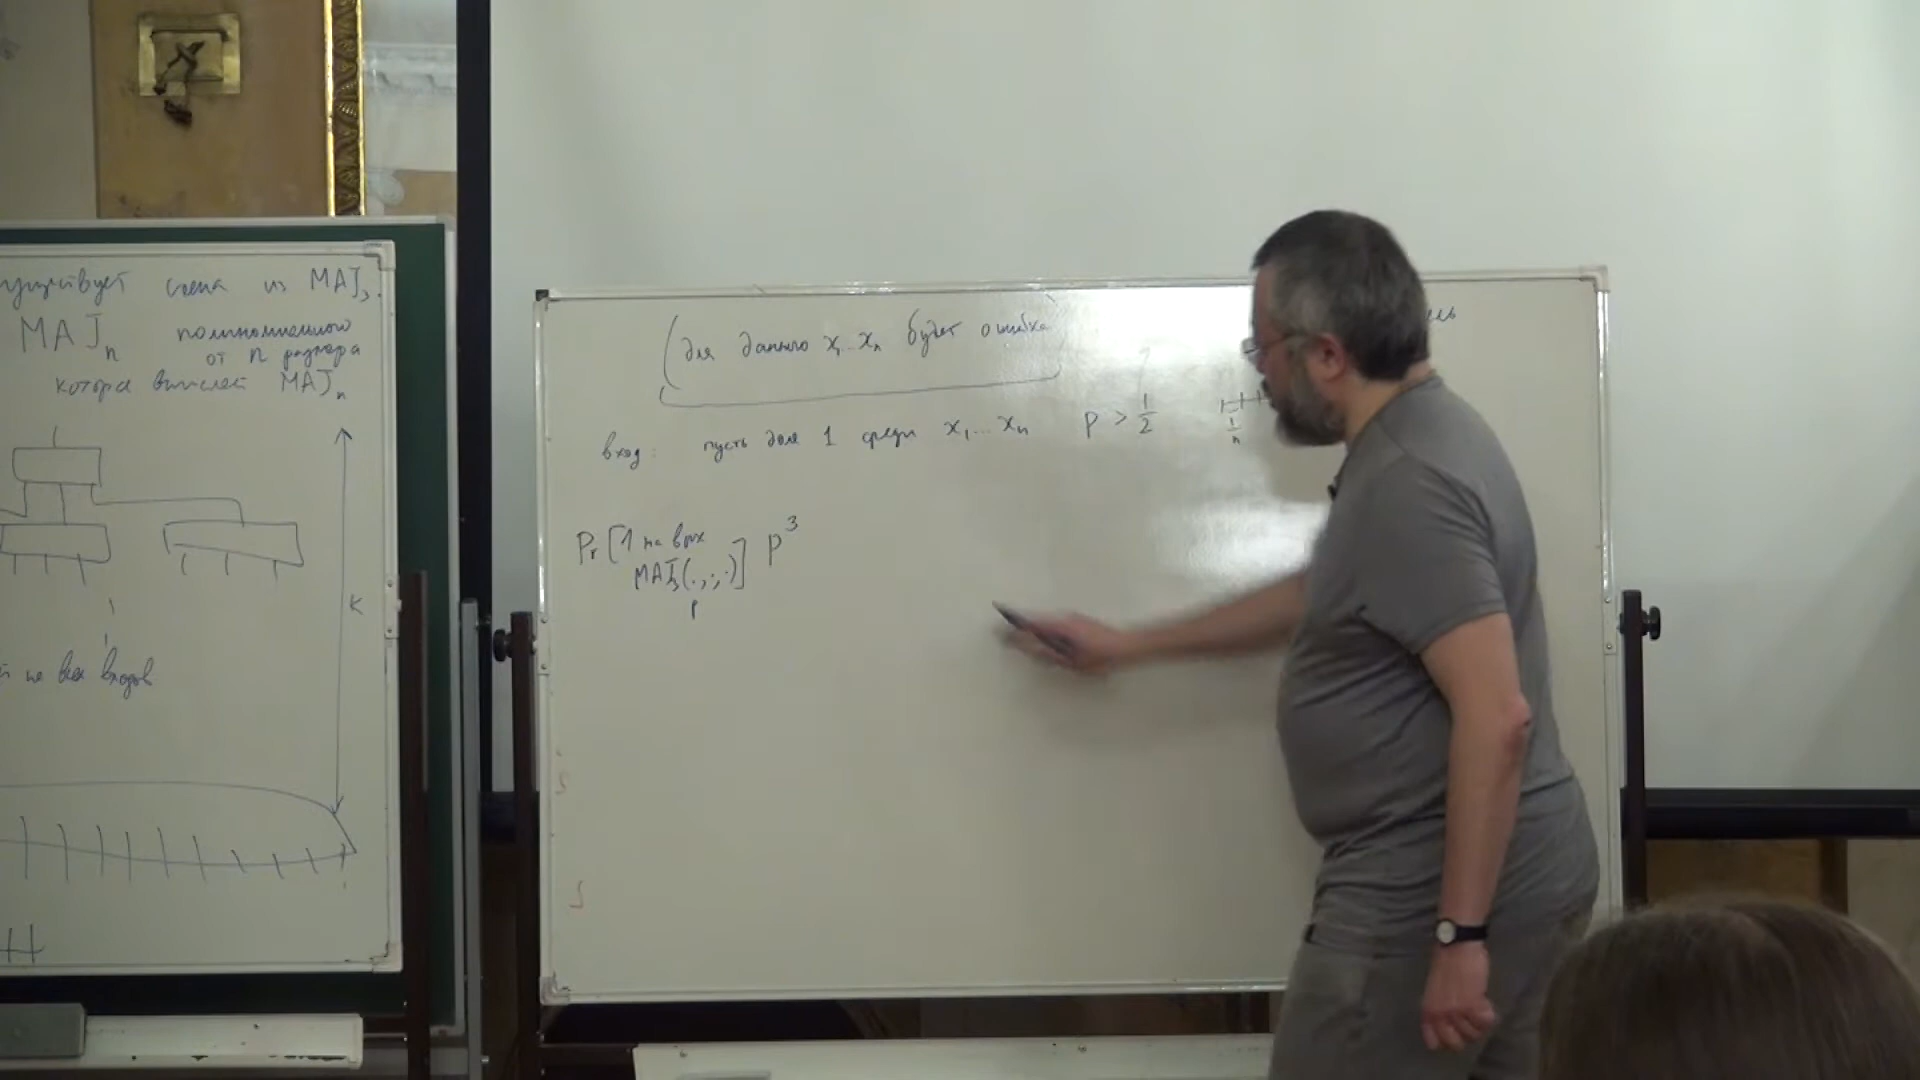 существует схема из MAJ₃
MAJₙ полиномиального
от n размера
которая вычисляет MAJₙ
K
не всех входов
(для данного x₁...xₙ будет ошибка
вход: пусть доля 1 среди x₁...xₙ p > 1/2
1/n
Pr [1 на вых p³
MAJ₃(·,·,·)]
p